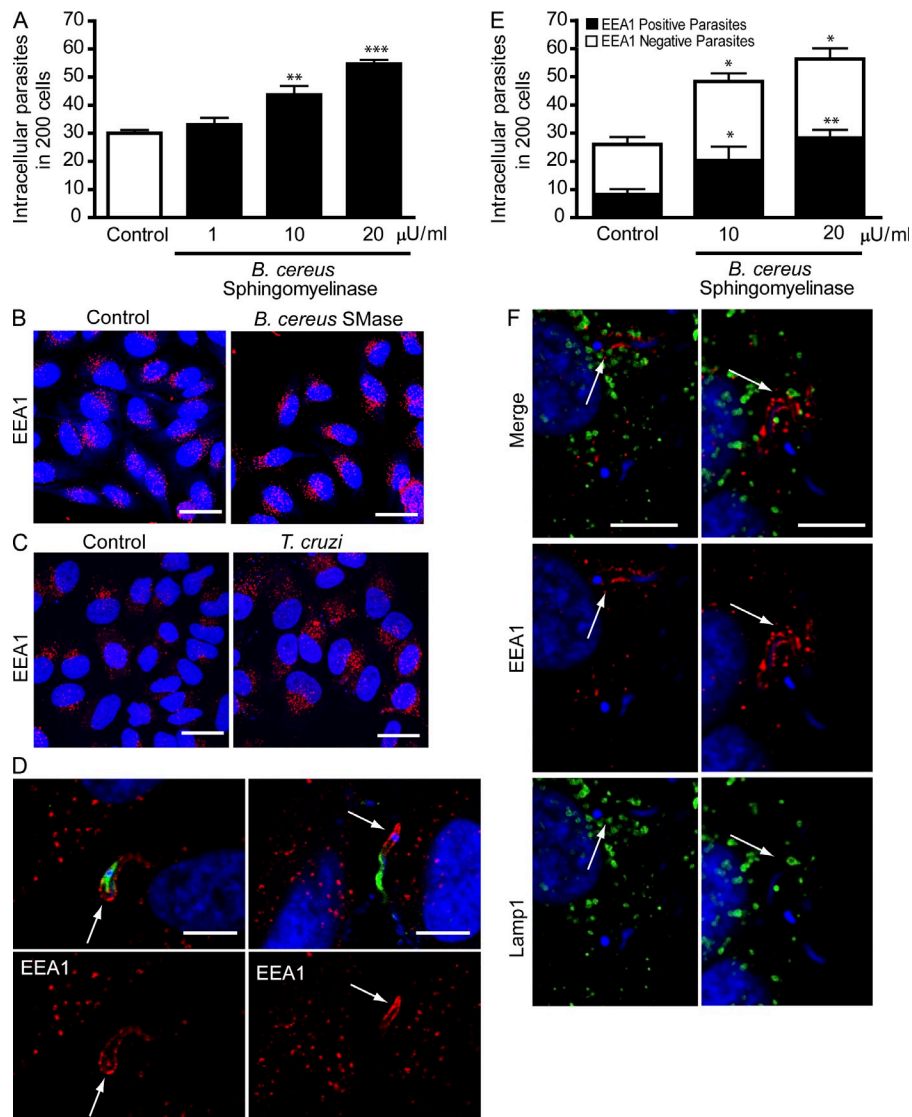 A
Intracellular parasites
in 200 cells
70
60
50
40
30
20
10
0
**
***
Control
1
10
20
μU/ml
B. cereus
Sphingomyelinase
E
Intracellular parasites
in 200 cells
70
60
50
40
30
20
10
0
EEA1 Positive Parasites
EEA1 Negative Parasites
*
*
*
**
Control
10
20
μU/ml
B. cereus
Sphingomyelinase
B
Control
B. cereus SMase
EEA1
C
Control
T. cruzi
EEA1
D
EEA1
EEA1
F
Merge
EEA1
Lamp1